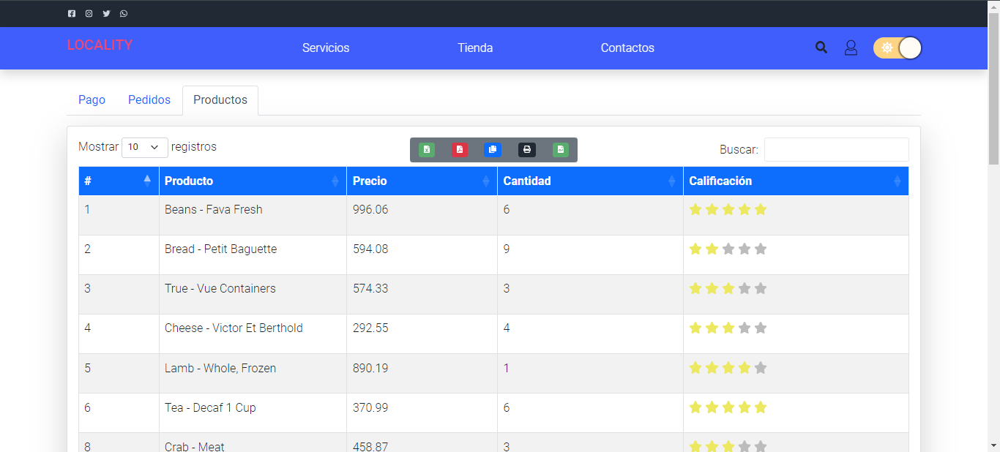 LOCALITY Servicios Tienda Contactos
Pago Pedidos Productos
Mostrar 10 registros Buscar:
# Producto Precio Cantidad Calificación
1 Beans - Fava Fresh 996.06 6
2 Bread - Petit Baguette 594.08 9
3 True - Vue Containers 574.33 3
4 Cheese - Victor Et Berthold 292.55 4
5 Lamb - Whole, Frozen 890.19 1
6 Tea - Decaf 1 Cup 370.99 6
8 Crab - Meat 458.87 3